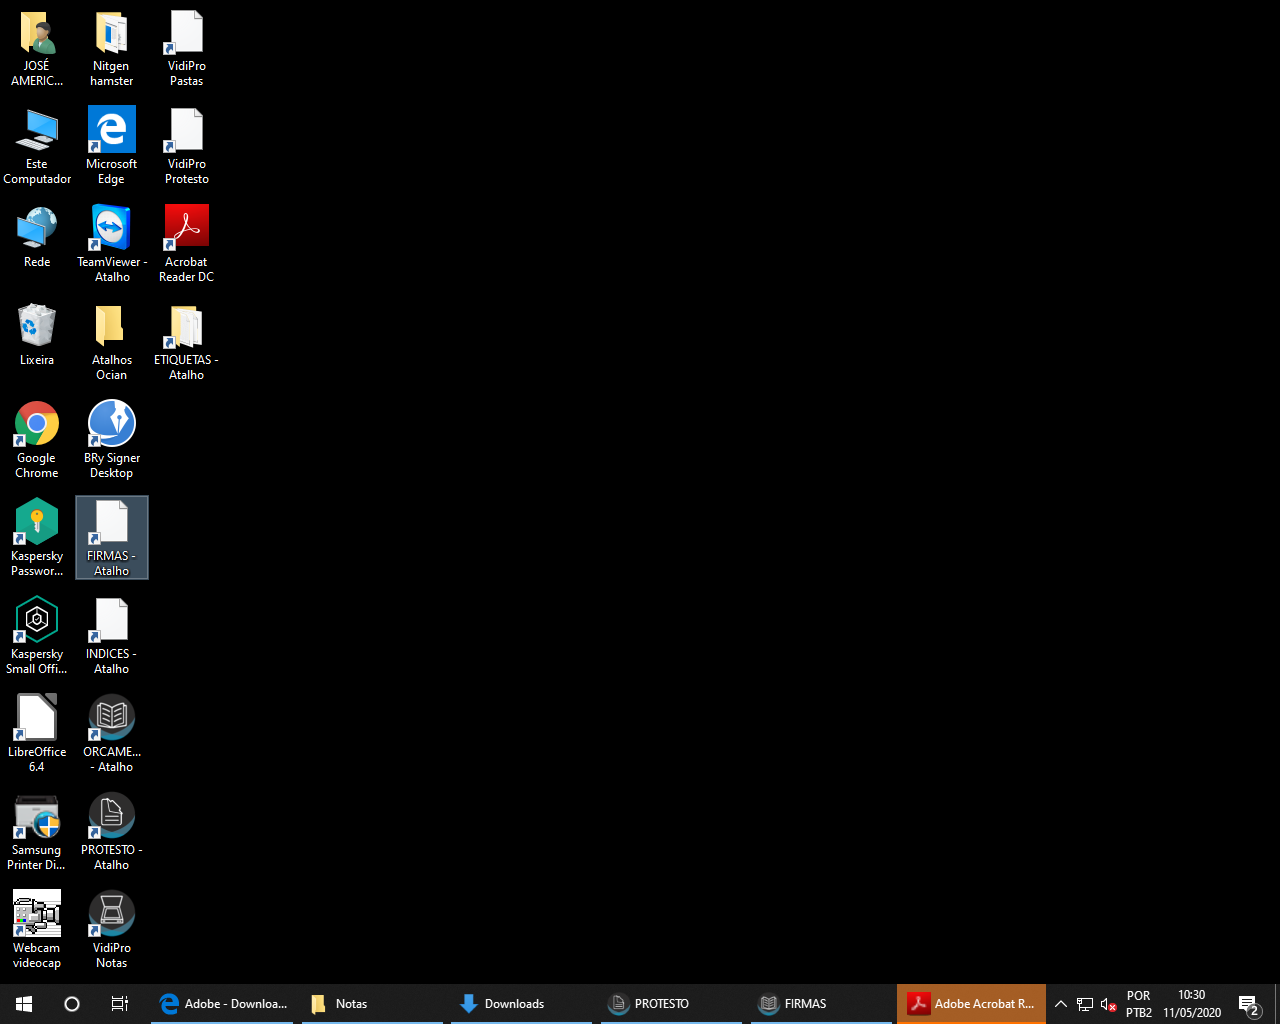 JOSÉ
AMERIC...
Nitgen
hamster
VidiPro
Pastas
Este
Computador
Microsoft
Edge
VidiPro
Protesto
Rede
TeamViewer -
Atalho
Acrobat
Reader DC
Lixeira
Atalhos
Ocian
ETIQUETAS -
Atalho
Google
Chrome
BRy Signer
Desktop
Kaspersky
Passwor...
FIRMAS -
Atalho
Kaspersky
Small Offi...
INDICES -
Atalho
LibreOffice
6.4
ORCAME...
- Atalho
Samsung
Printer Di...
PROTESTO -
Atalho
Webcam
videocap
VidiPro
Notas
Adobe - Downloa...
Notas
Downloads
PROTESTO
FIRMAS
Adobe Acrobat R...
POR
PTB2
10:30
11/05/2020
2